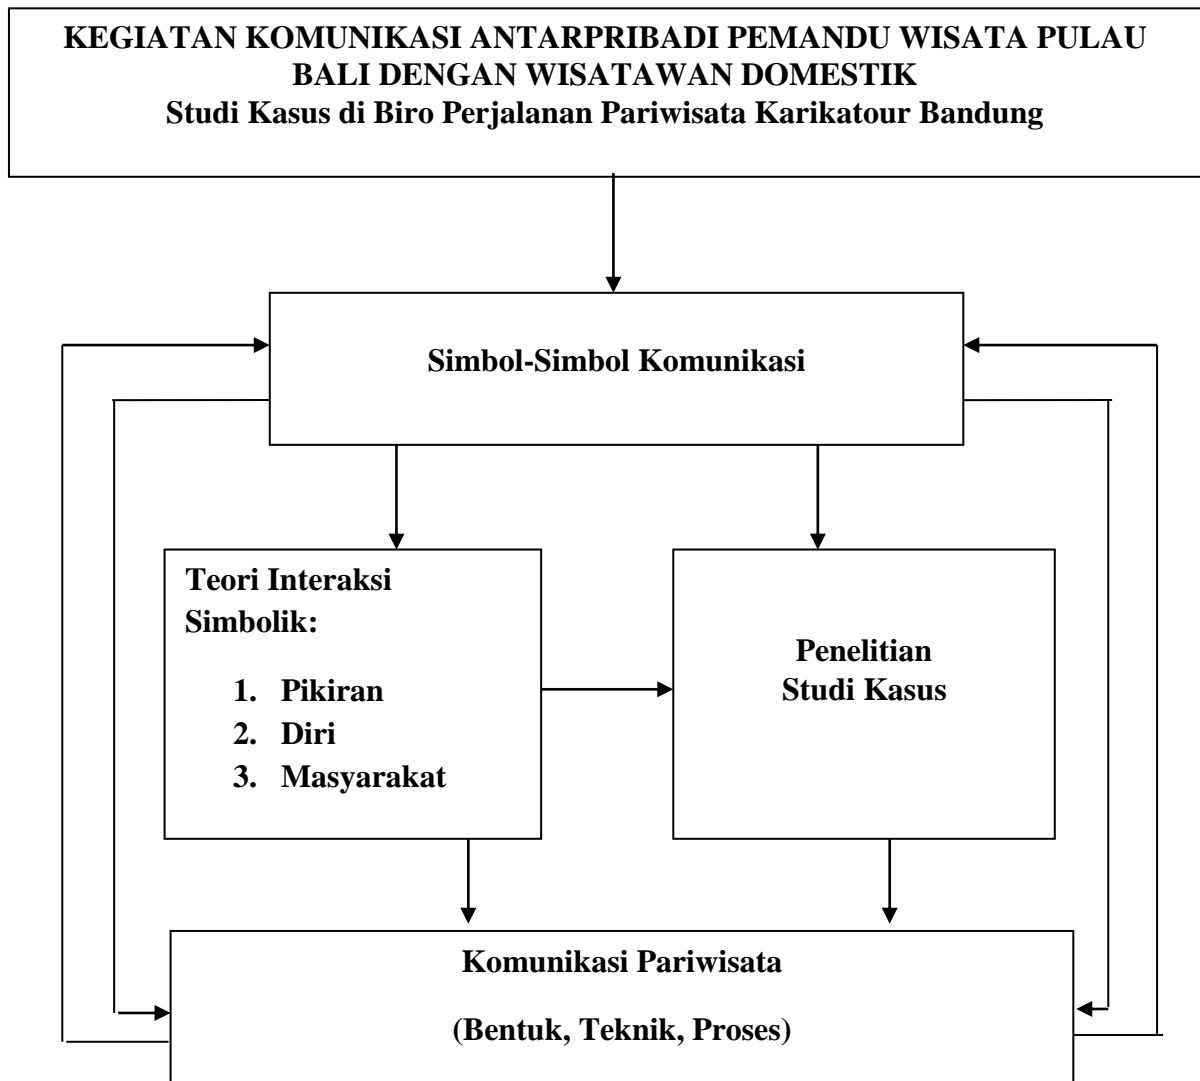 KEGIATAN KOMUNIKASI ANTARPRIBADI PEMANDU WISATA PULAU
BALI DENGAN WISATAWAN DOMESTIK
Studi Kasus di Biro Perjalanan Pariwisata Karikatour Bandung
Simbol-Simbol Komunikasi
Teori Interaksi
Simbolik:
1. Pikiran
2. Diri
3. Masyarakat
Penelitian
Studi Kasus
Komunikasi Pariwisata
(Bentuk, Teknik, Proses)